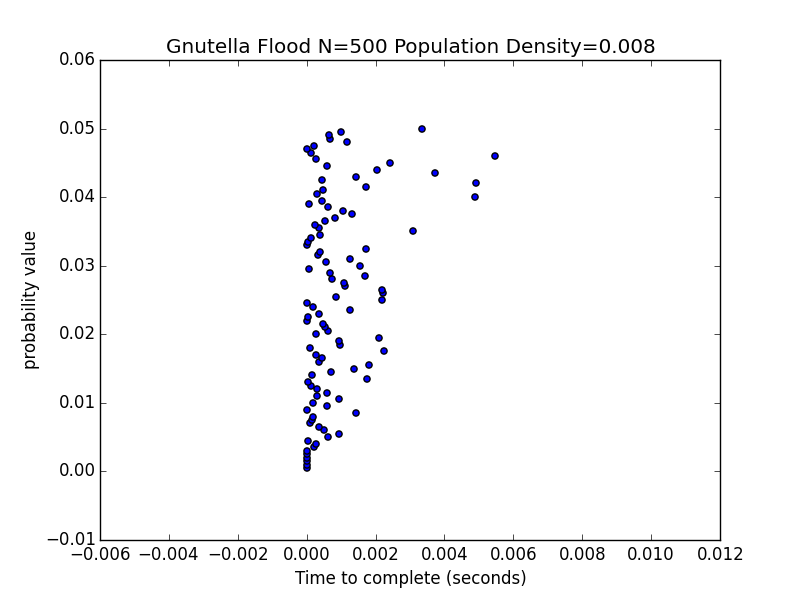 Gnutella Flood N=500 Population Density=0.008
0.06
0.05
0.04
0.03
0.02
0.01
0.00
−0.01
probability value
−0.006 −0.004 −0.002 0.000 0.002 0.004 0.006 0.008 0.010 0.012
Time to complete (seconds)